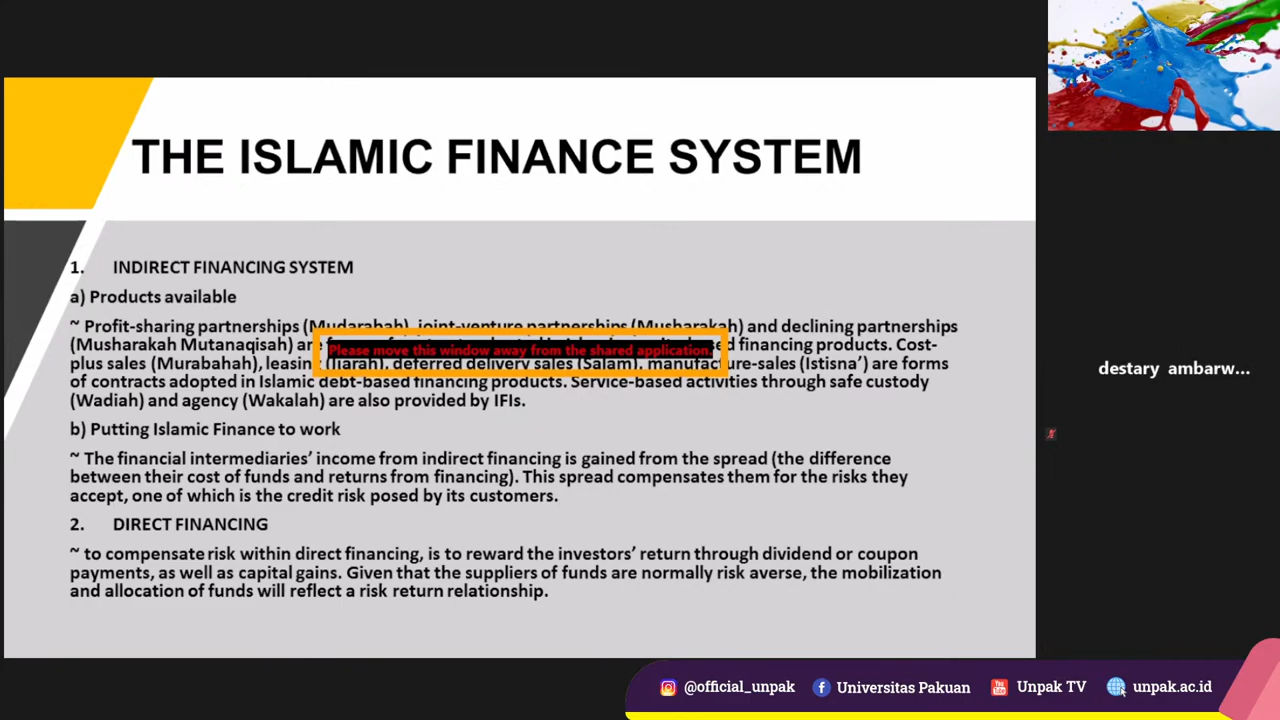 THE ISLAMIC FINANCE SYSTEM
1. INDIRECT FINANCING SYSTEM
a) Products available
~ Profit-sharing partnerships (Mudarabah), joint-venture partnerships (Musharakah) and declining partnerships
(Musharakah Mutanaqisah) are financing products. Cost-
Please move this window away from the shared application.
plus sales (Murabahah), leasing (Ijarah), deferred delivery sales (Salam), manufacture-sales (Istisna’) are forms
of contracts adopted in Islamic debt-based financing products. Service-based activities through safe custody
(Wadiah) and agency (Wakalah) are also provided by IFIs.
b) Putting Islamic Finance to work
~ The financial intermediaries’ income from indirect financing is gained from the spread (the difference
between their cost of funds and returns from financing). This spread compensates them for the risks they
accept, one of which is the credit risk posed by its customers.
2. DIRECT FINANCING
~ to compensate risk within direct financing, is to reward the investors’ return through dividend or coupon
payments, as well as capital gains. Given that the suppliers of funds are normally risk averse, the mobilization
and allocation of funds will reflect a risk return relationship.
destary ambarw...
@official_unpak Universitas Pakuan Unpak TV unpak.ac.id